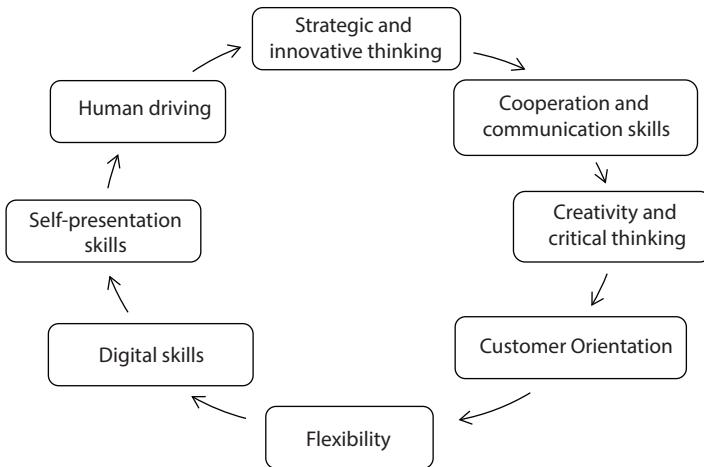 Strategic and
innovative thinking
Cooperation and
communication skills
Creativity and
critical thinking
Customer Orientation
Flexibility
Digital skills
Self-presentation
skills
Human driving